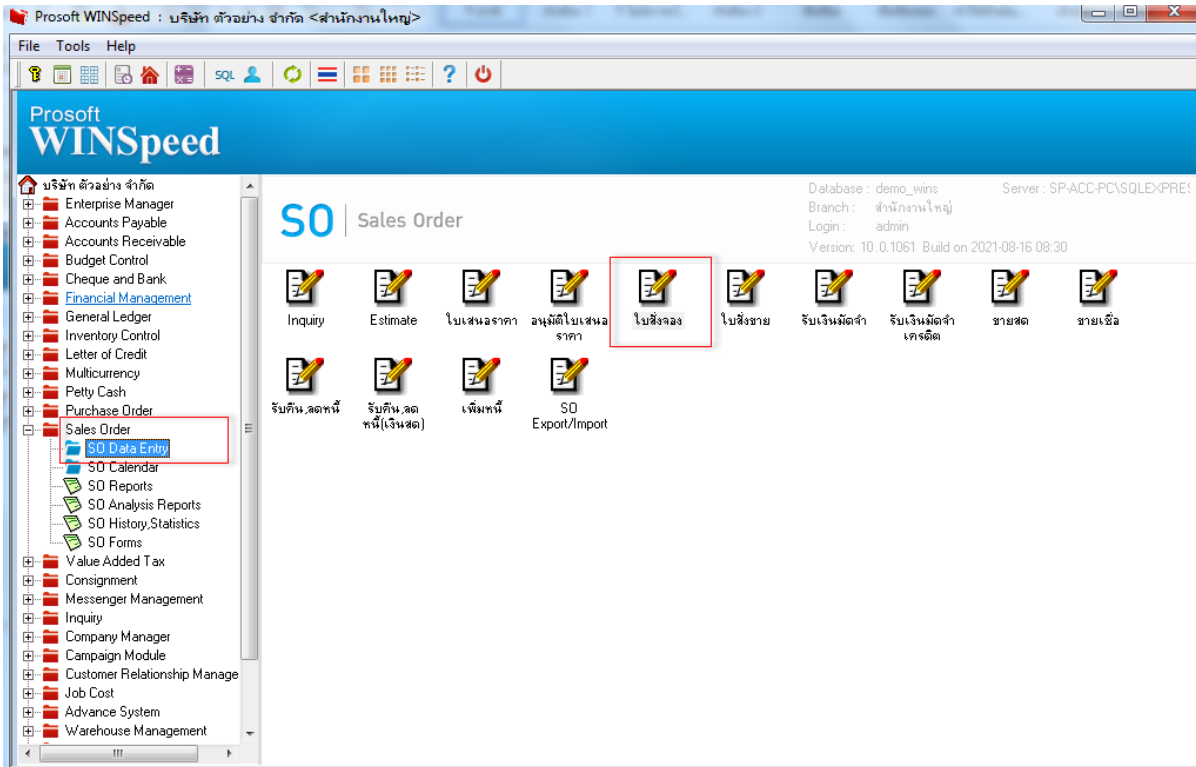 Prosoft WINSpeed : บริษัท ตัวอย่าง จำกัด <สำนักงานใหญ่>
File Tools Help
SQL
Prosoft
WINSpeed
บริษัท ตัวอย่าง จำกัด
Enterprise Manager
Accounts Payable
Accounts Receivable
Budget Control
Cheque and Bank
Financial Management
General Ledger
Inventory Control
Letter of Credit
Multicurrency
Petty Cash
Purchase Order
Sales Order
SO Data Entry
SO Calendar
SO Reports
SO Analysis Reports
SO History,Statistics
SO Forms
Value Added Tax
Consignment
Messenger Management
Inquiry
Company Manager
Campaign Module
Customer Relationship Manage
Job Cost
Advance System
Warehouse Management
SO Sales Order
Database : demo_wins Server : SP-ACC-PC\SQLEXPRES
Branch : สำนักงานใหญ่
Login : admin
Version: 10.0.1061 Build on 2021-08-16 08:30
Inquiry Estimate ใบเสนอราคา อนุมัติใบเสนอ ใบสั่งจอง ใบสั่งขาย รับเงินมัดจำ รับเงินมัดจำ ขายสด ขายเชื่อ
ราคา เครดิต
รับคืน,ลดหนี้ รับคืน,ลด เพิ่มหนี้ SO
หนี้(เงินสด) Export/Import